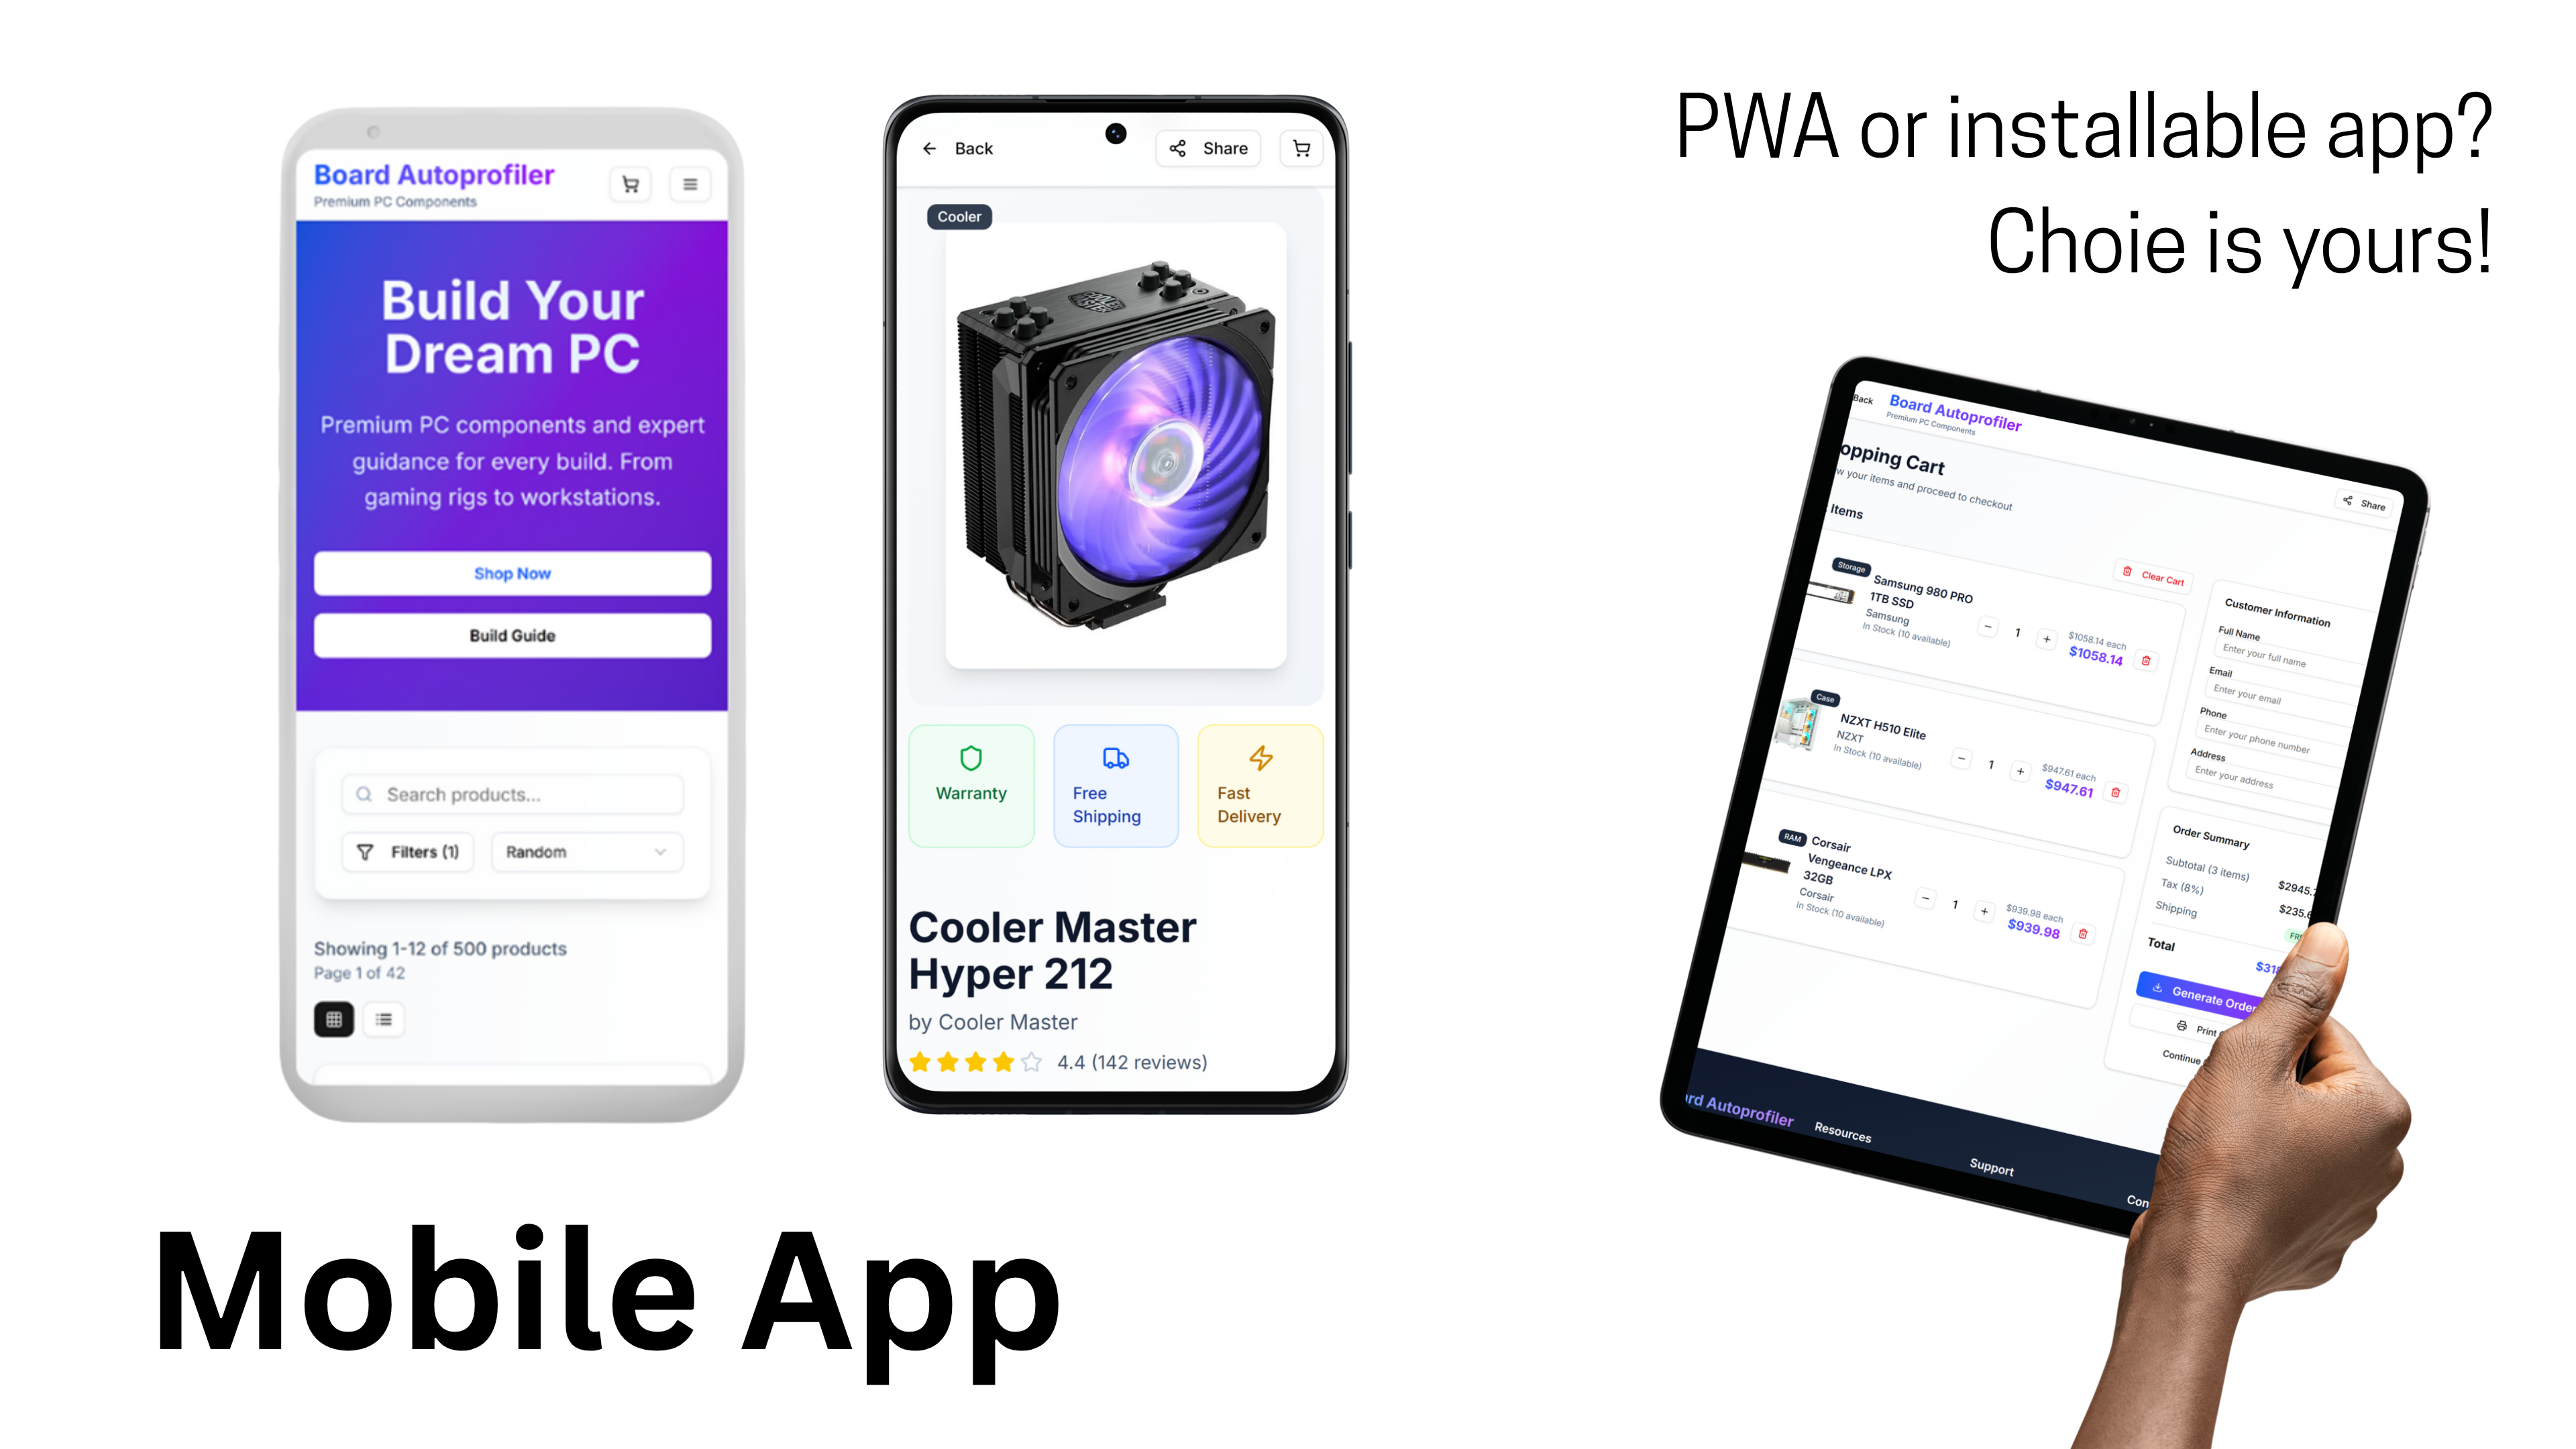 Board Autoprofiler
Premium PC Components
Build Your
Dream PC
Premium PC components and expert
guidance for every build. From
gaming rigs to workstations.
Shop Now
Build Guide
Search products...
Filters (1)
Random
Showing 1-12 of 500 products
Page 1 of 42
Back
Share
Cooler
COOLER MASTER
Warranty
Free
Shipping
Fast
Delivery
Cooler Master
Hyper 212
by Cooler Master
4.4 (142 reviews)
PWA or installable app?
Choie is yours!
Back
Board Autoprofiler
Premium PC Components
Share
opping Cart
w your items and proceed to checkout
Items
Clear Cart
Storage
Samsung 980 PRO
1TB SSD
Samsung
In Stock (10 available)
1
$1058.14 each
$1058.14
Case
NZXT H510 Elite
NZXT
In Stock (10 available)
1
$947.61 each
$947.61
RAM
Corsair
Vengeance LPX
32GB
Corsair
In Stock (10 available)
1
$939.98 each
$939.98
Customer Information
Full Name
Enter your full name
Email
Enter your email
Phone
Enter your phone number
Address
Enter your address
Order Summary
Subtotal (3 items)
$2945.
Tax (8%)
$235.
Shipping
FR
Total
$318
Generate Order
Print
Continue
rd Autoprofiler
Resources
Support
Con
Mobile App